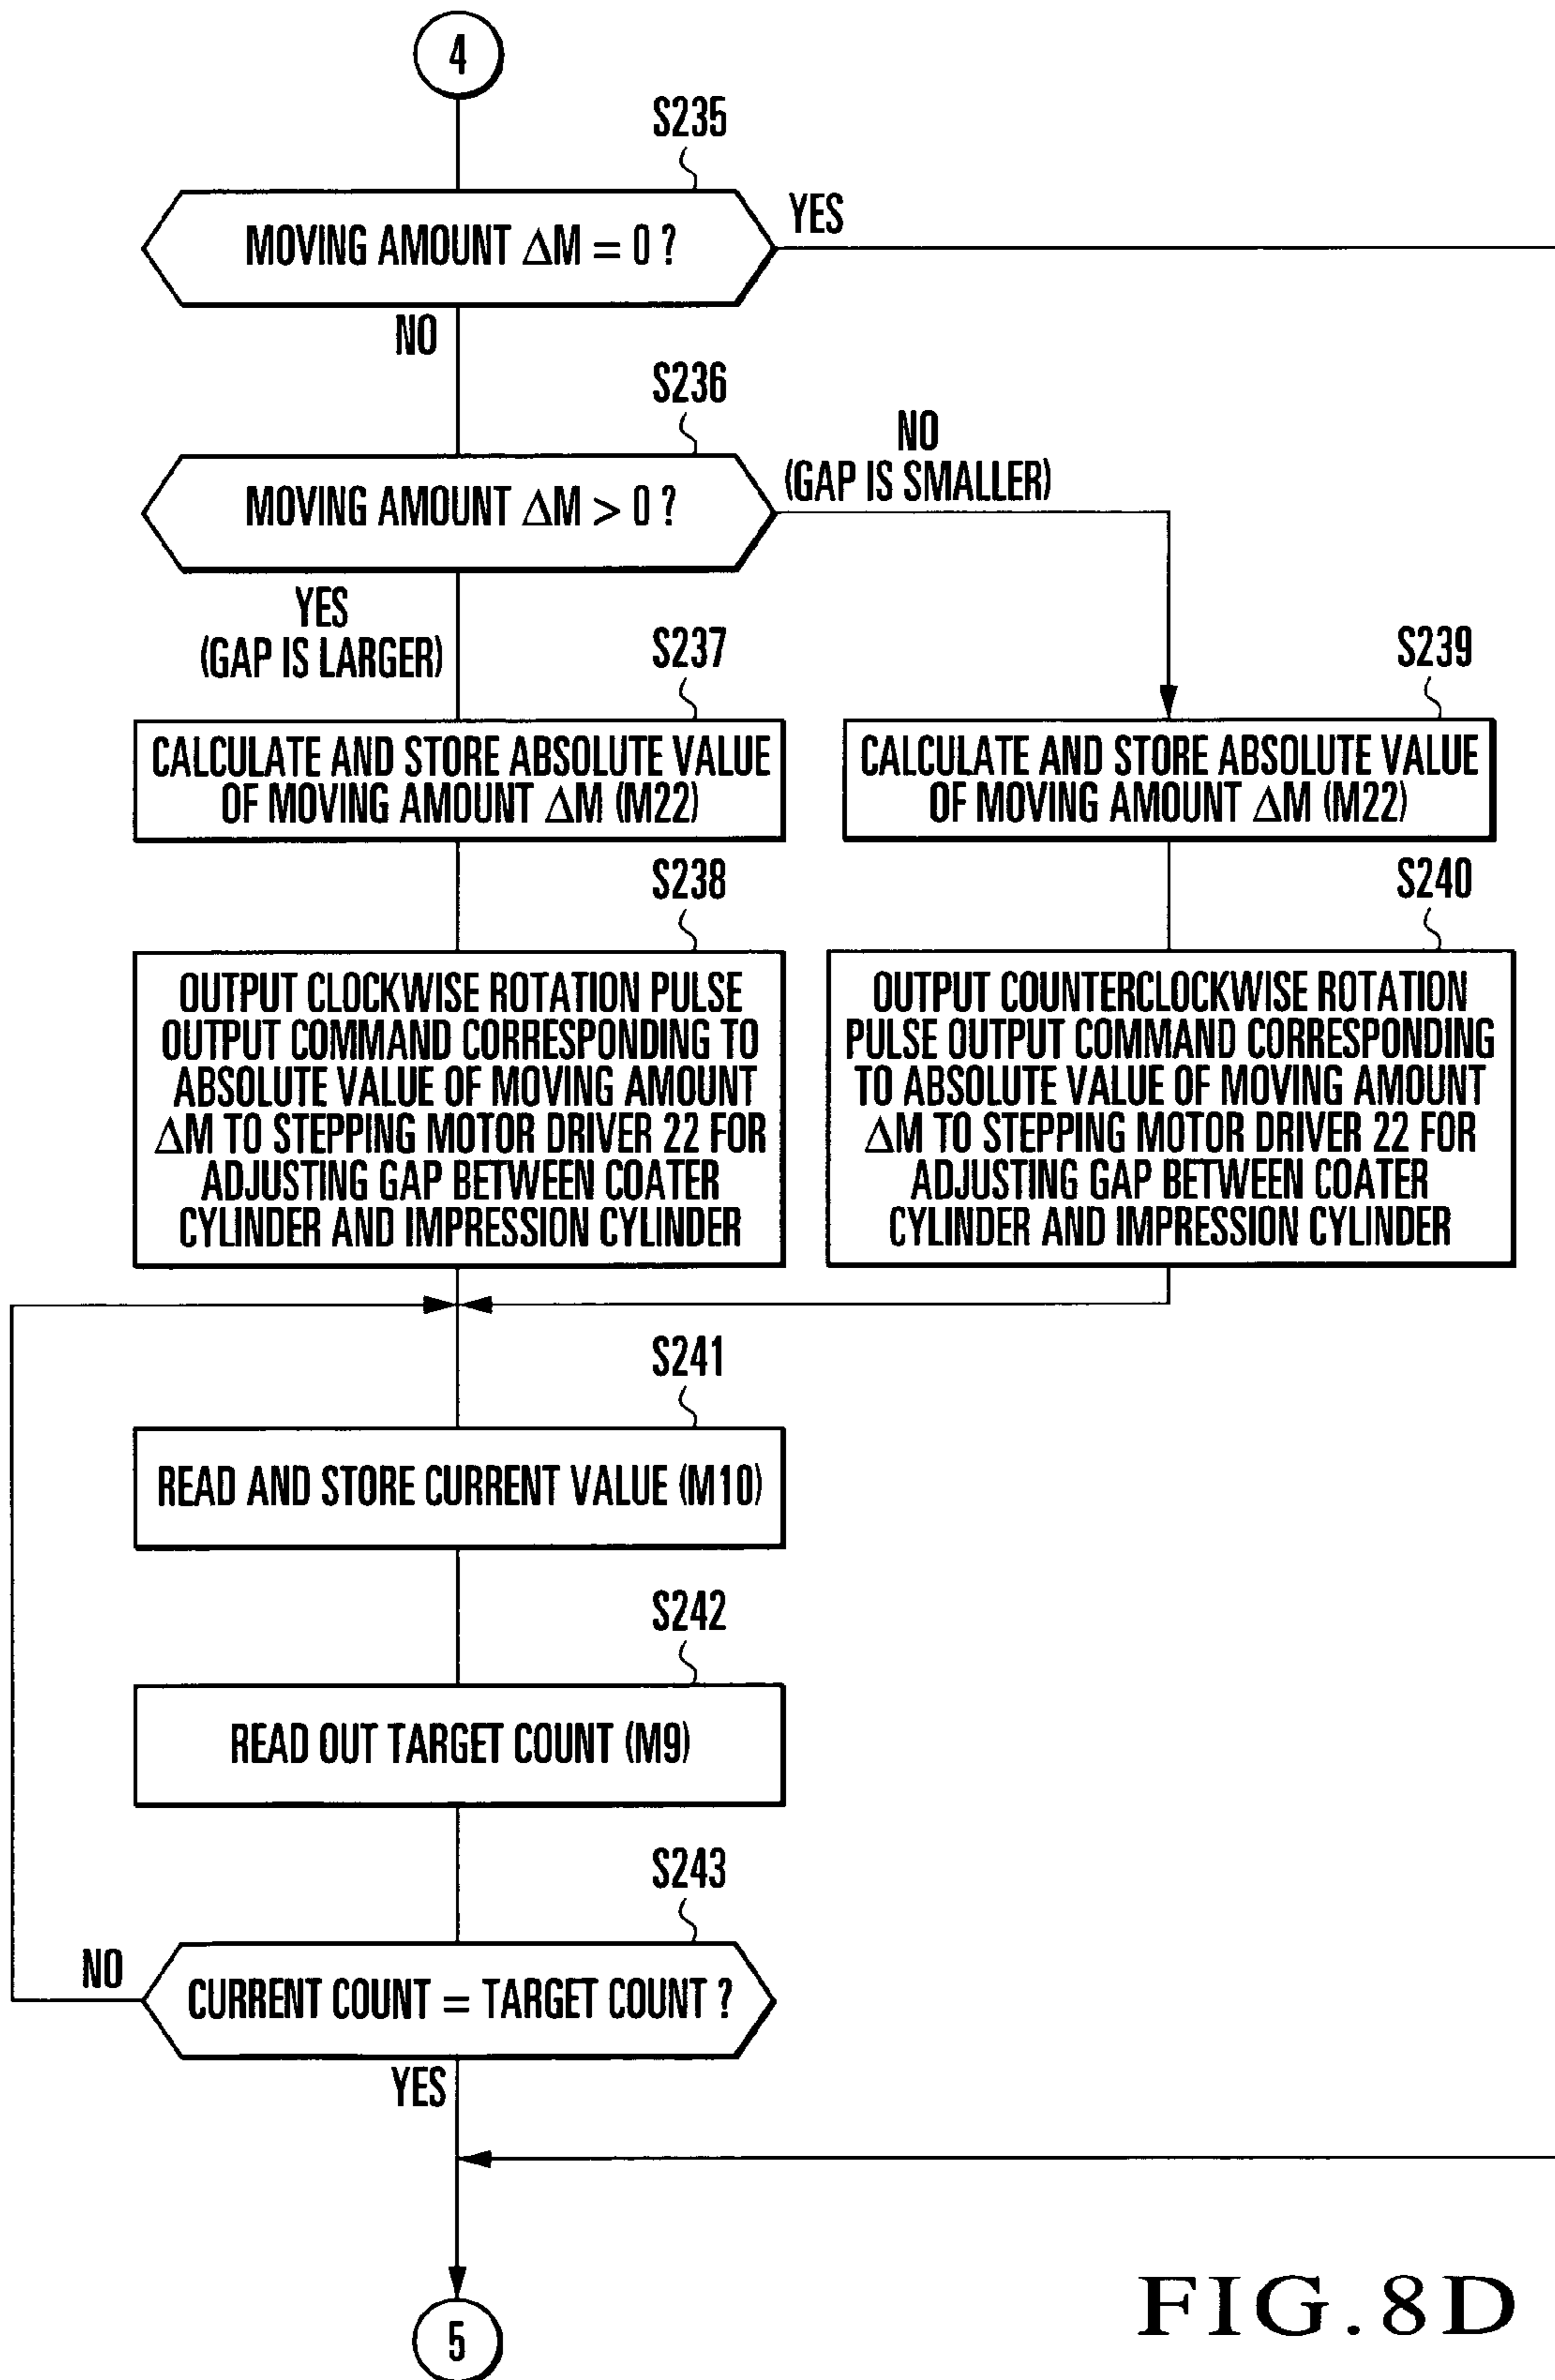 4
S235
MOVING AMOUNT ΔM = 0 ?
YES
NO
S236
MOVING AMOUNT ΔM > 0 ?
NO
(GAP IS SMALLER)
YES
(GAP IS LARGER)
S237
CALCULATE AND STORE ABSOLUTE VALUE
OF MOVING AMOUNT ΔM (M22)
S239
CALCULATE AND STORE ABSOLUTE VALUE
OF MOVING AMOUNT ΔM (M22)
S238
OUTPUT CLOCKWISE ROTATION PULSE
OUTPUT COMMAND CORRESPONDING TO
ABSOLUTE VALUE OF MOVING AMOUNT
ΔM TO STEPPING MOTOR DRIVER 22 FOR
ADJUSTING GAP BETWEEN COATER
CYLINDER AND IMPRESSION CYLINDER
S240
OUTPUT COUNTERCLOCKWISE ROTATION
PULSE OUTPUT COMMAND CORRESPONDING
TO ABSOLUTE VALUE OF MOVING AMOUNT
ΔM TO STEPPING MOTOR DRIVER 22 FOR
ADJUSTING GAP BETWEEN COATER
CYLINDER AND IMPRESSION CYLINDER
S241
READ AND STORE CURRENT VALUE (M10)
S242
READ OUT TARGET COUNT (M9)
S243
CURRENT COUNT = TARGET COUNT ?
NO
YES
5
FIG.8D